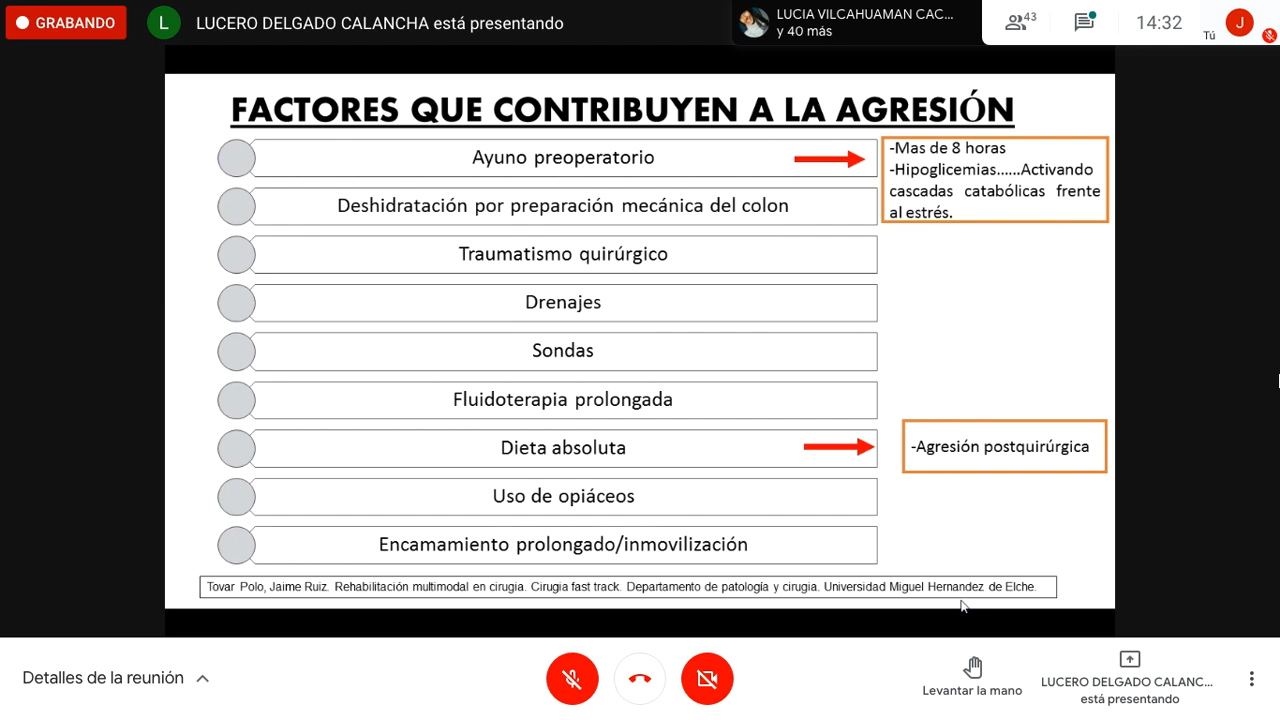 GRABANDO
L
LUCERO DELGADO CALANCHA está presentando
LUCIA VILCAHUAMAN CAC...
y 40 más
43
14:32
Tú
J
FACTORES QUE CONTRIBUYEN A LA AGRESIÓN
Ayuno preoperatorio
-Mas de 8 horas
-Hipoglicemias......Activando
cascadas catabólicas frente
al estrés.
Deshidratación por preparación mecánica del colon
Traumatismo quirúrgico
Drenajes
Sondas
Fluidoterapia prolongada
Dieta absoluta
-Agresión postquirúrgica
Uso de opiáceos
Encamamiento prolongado/inmovilización
Tovar Polo, Jaime Ruiz. Rehabilitación multimodal en cirugia. Cirugia fast track. Departamento de patología y cirugia. Universidad Miguel Hernandez de Elche.
Detalles de la reunión
Levantar la mano
LUCERO DELGADO CALANC...
está presentando